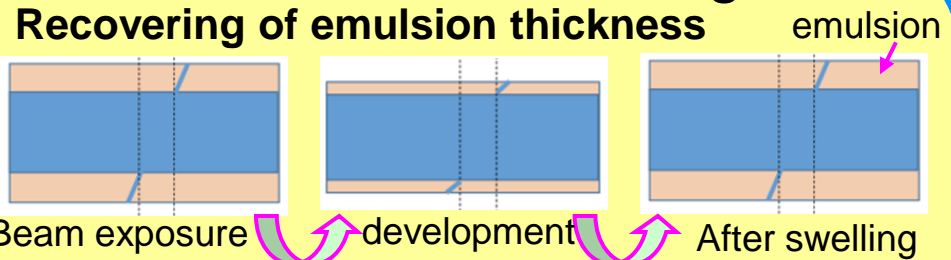 Recovering of emulsion thickness
emulsion
Beam exposure
development
After swelling